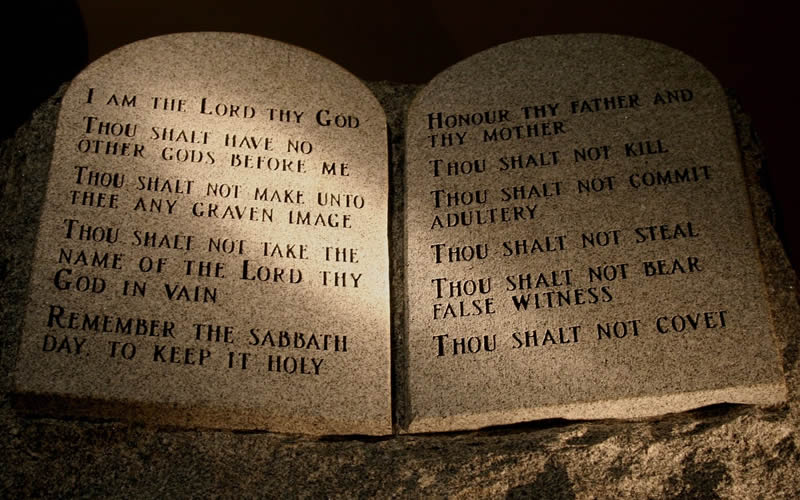 I am the Lord thy God
Thou shalt have no
other gods before me
Thou shalt not make unto
thee any graven image
Thou shalt not take the
name of the Lord thy
God in vain
Remember the sabbath
day, to keep it holy
Honour thy father and
thy mother
Thou shalt not kill
Thou shalt not commit
adultery
Thou shalt not steal
Thou shalt not bear
false witness
Thou shalt not covet